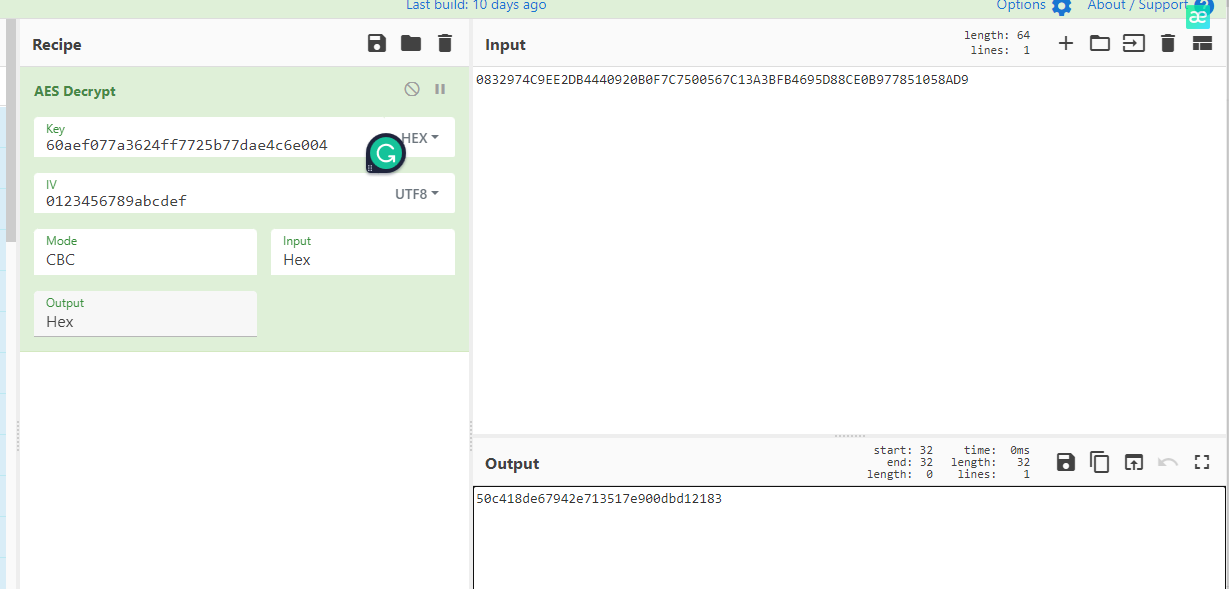 Last build: 10 days ago
Options
About / Support
Recipe
AES Decrypt
Key
60aef077a3624ff7725b77dae4c6e004
HEX
IV
0123456789abcdef
UTF8
Mode
CBC
Input
Hex
Output
Hex
Input
length: 64
lines: 1
0832974C9EE2DB4440920B0F7C7500567C13A3BFB4695D88CE0B977851058AD9
Output
start: 32
end: 32
length: 0
time: 0ms
length: 32
lines: 1
50c418de67942e713517e900dbd12183